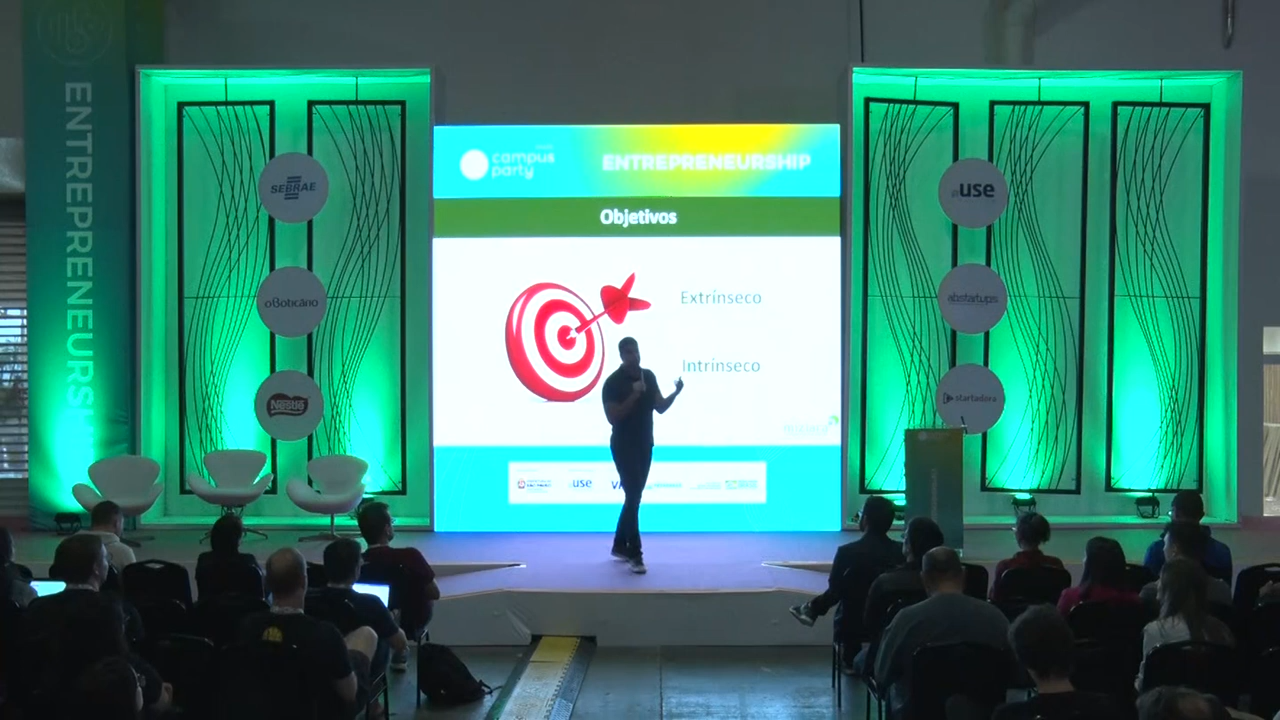 ENTREPRENEURSHIP
SEBRAE
oBoticário
Nestlé
campus
party
ENTREPRENEURSHIP
Objetivos
Extrínseco
Intrínseco
use
use
abstartups
startadora